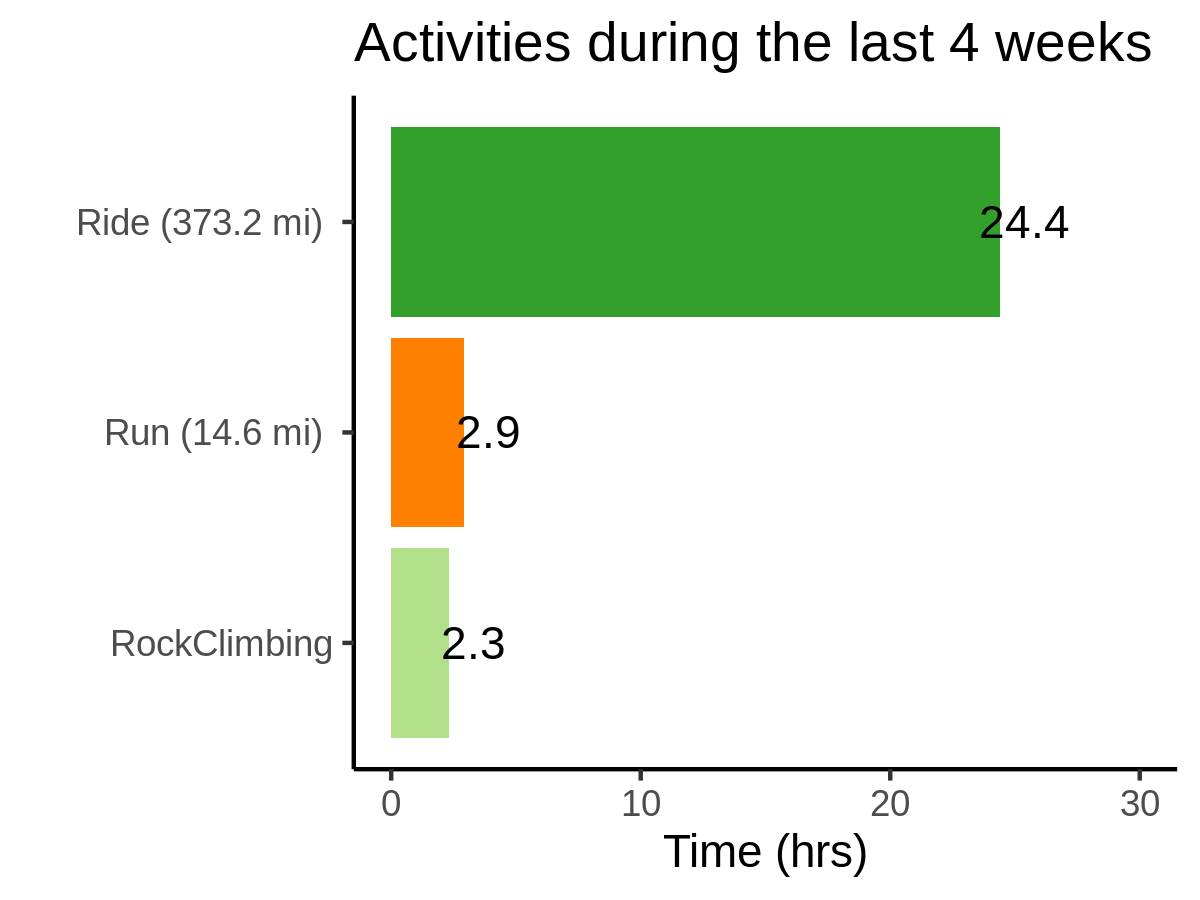 Activities during the last 4 weeks
Ride (373.2 mi)
24.4
Run (14.6 mi)
2.9
RockClimbing
2.3
0 10 20 30
Time (hrs)